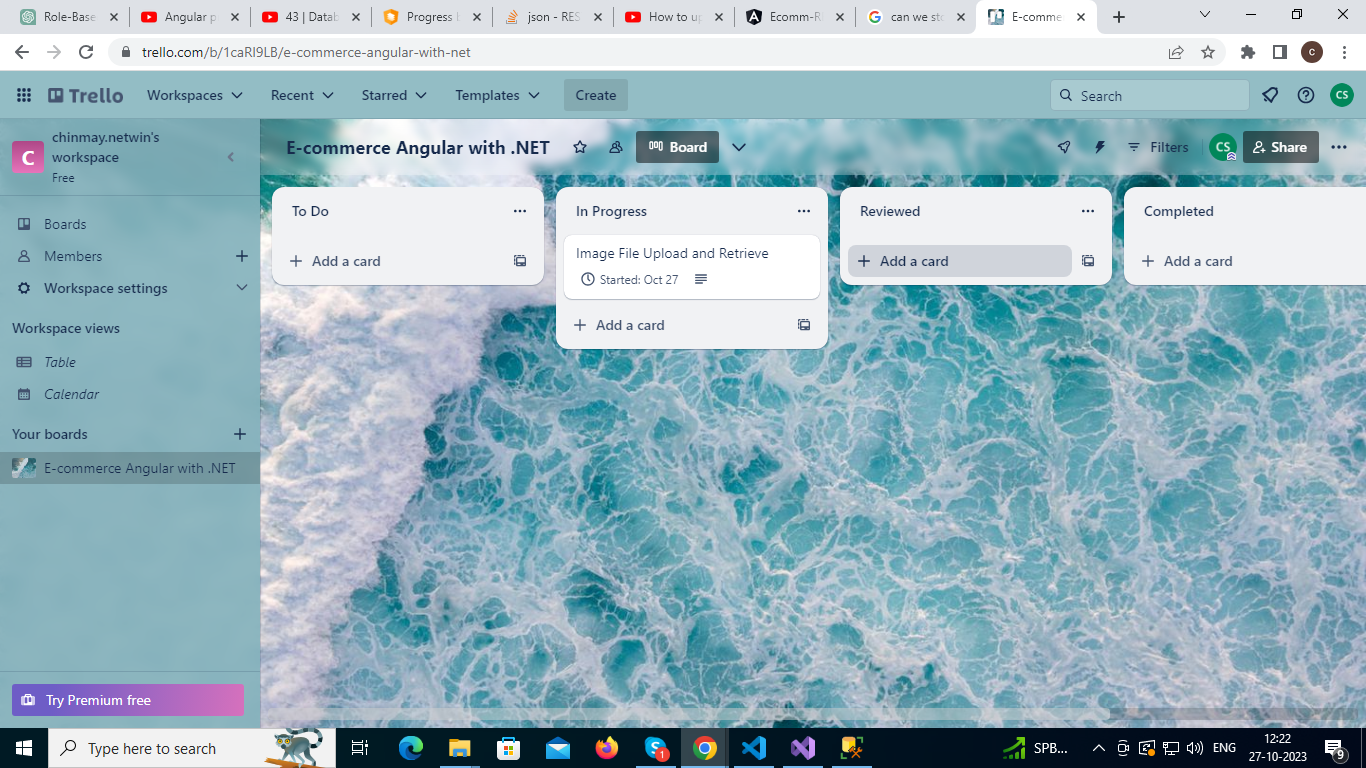 Role-Base
Angular p
43 | Datab
Progress
json - RES
How to up
Ecomm-R
can we sto
E-comme
trello.com/b/1caRI9LB/e-commerce-angular-with-net
C
Trello
Workspaces
Recent
Starred
Templates
Create
Search
CS
C
chinmay.netwin's
workspace
Free
E-commerce Angular with .NET
Board
CS
Filters
Share
Boards
Members
Workspace settings
Workspace views
Table
Calendar
Your boards
E-commerce Angular with .NET
Try Premium free
To Do
Add a card
In Progress
Image File Upload and Retrieve
Started: Oct 27
Add a card
Reviewed
Add a card
Completed
Add a card
Type here to search
1
SPB...
ENG
12:22
27-10-2023
9